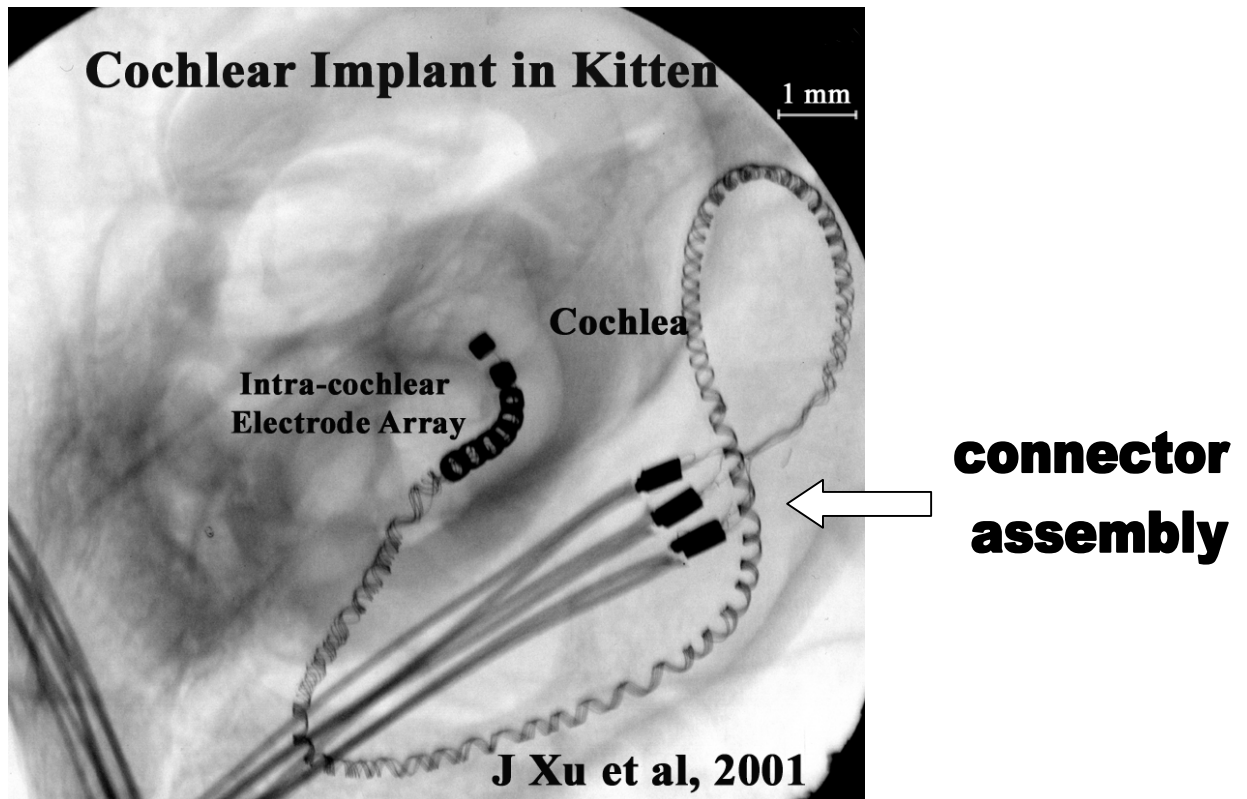 Cochlear Implant in Kitten
1 mm
Cochlea
Intra-cochlear
Electrode Array
connector
assembly
J Xu et al, 2001